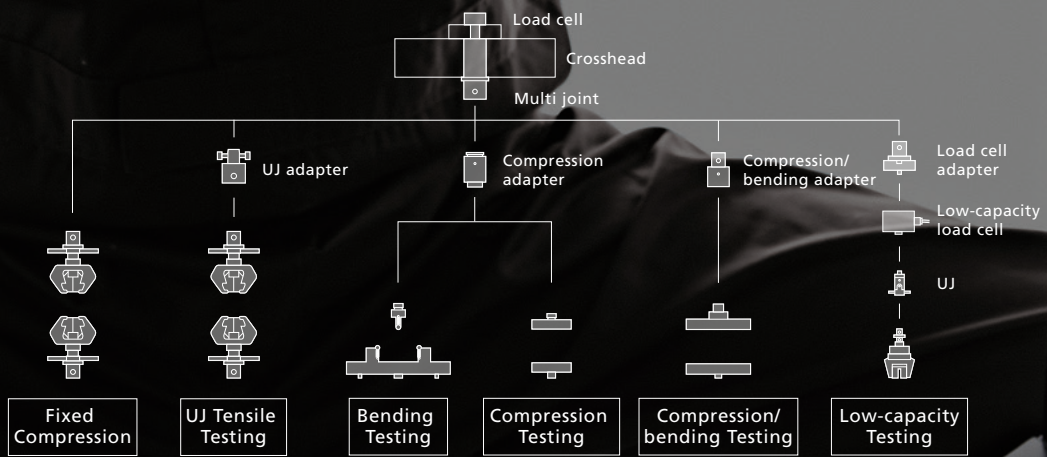 Load cell
Crosshead
Multi joint
UJ adapter
Compression
adapter
Compression/
bending adapter
Load cell
adapter
Low-capacity
load cell
UJ
Fixed
Compression
UJ Tensile
Testing
Bending
Testing
Compression
Testing
Compression/
bending Testing
Low-capacity
Testing